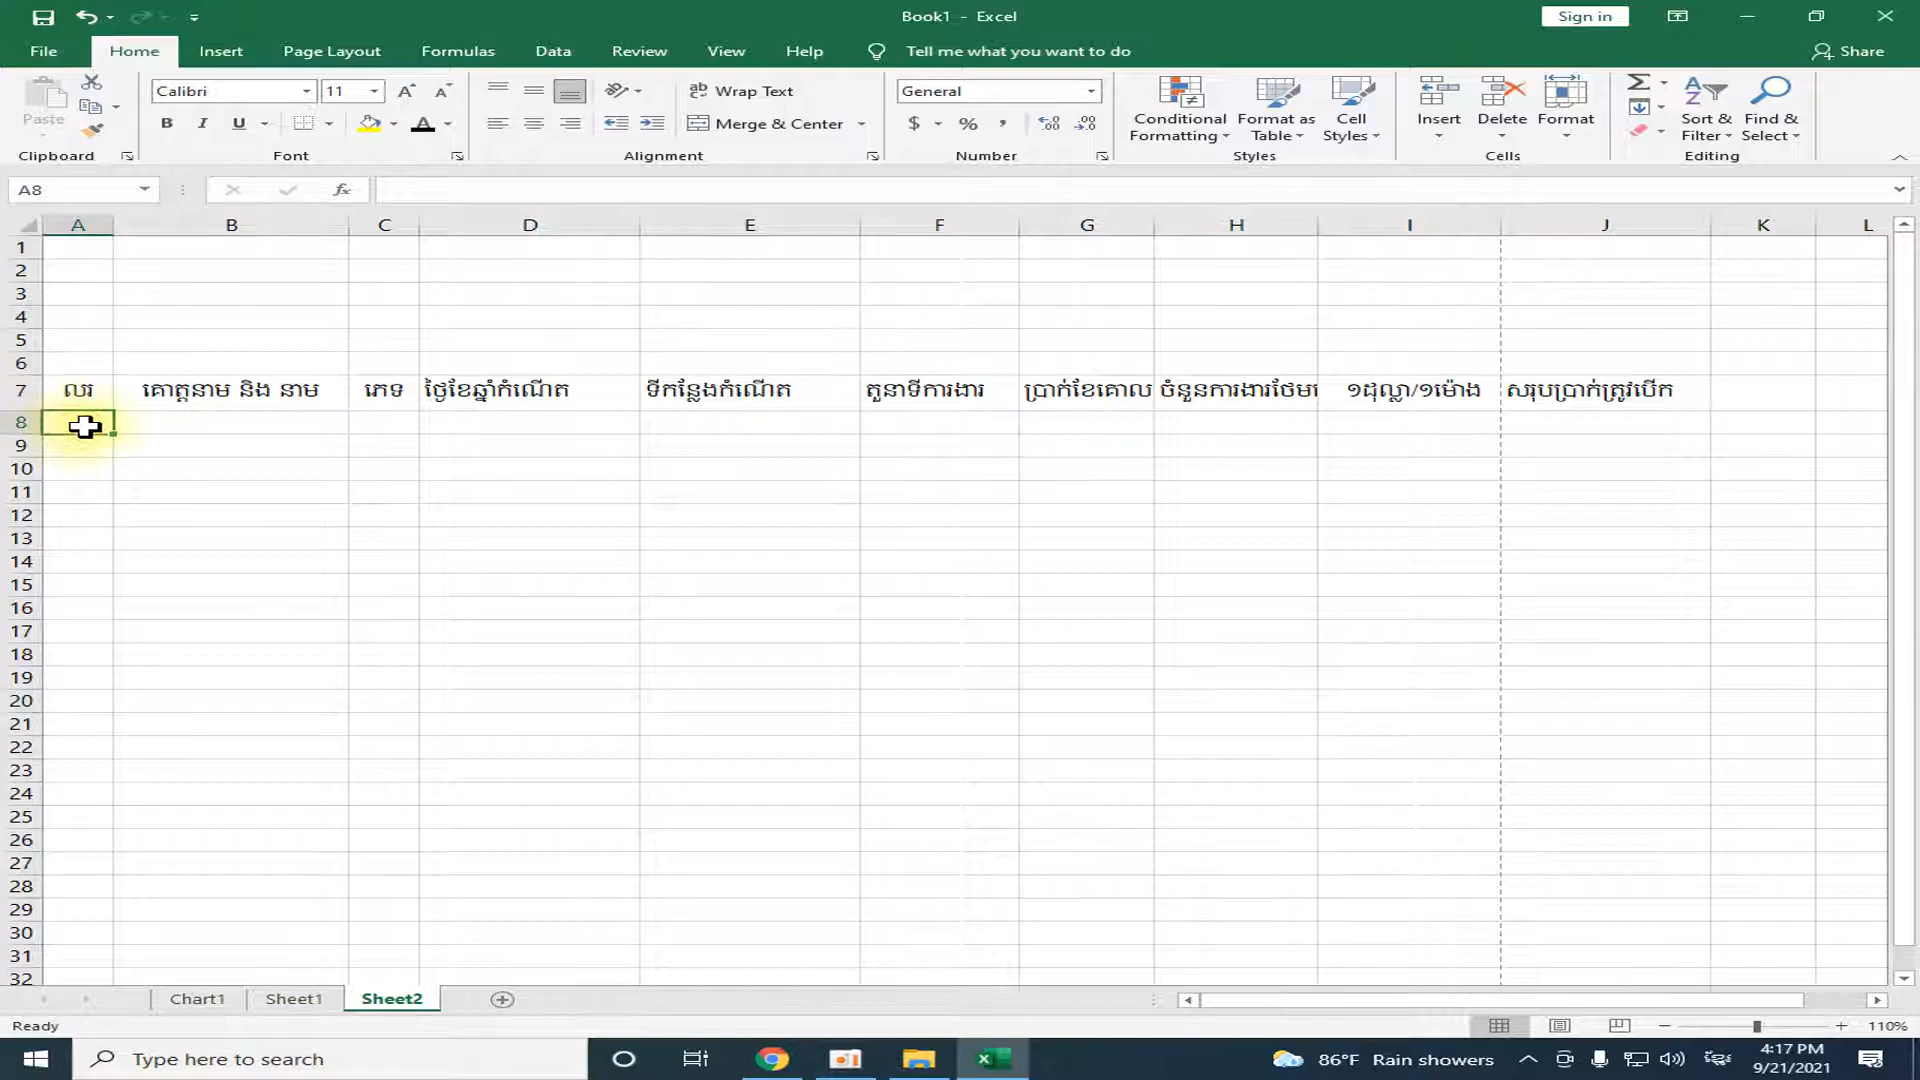 Book1 - Excel
Sign in
File Home Insert Page Layout Formulas Data Review View Help Tell me what you want to do Share
Paste
Calibri 11
B I U
ab Wrap Text
Merge & Center
General
$ % ,
Conditional Formatting
Format as Table
Cell Styles
Insert
Delete
Format
Sort & Filter
Find & Select
Clipboard Font Alignment Number Styles Cells Editing
A8 fx
A B C D E F G H I J K L
1
2
3
4
5
6
7 លរ គោត្តនាម និង នាម ភេទ ថ្ងៃខែឆ្នាំកំណើត ទីកន្លែងកំណើត តួនាទីការងារ ប្រាក់ខែគោល ចំនួនការងារថែម ១ដុល្លា/១ម៉ោង សរុបប្រាក់ត្រូវបើក
8
9
10
11
12
13
14
15
16
17
18
19
20
21
22
23
24
25
26
27
28
29
30
31
32
Chart1 Sheet1 Sheet2
Ready 110%
Type here to search 86°F Rain showers 4:17 PM
9/21/2021